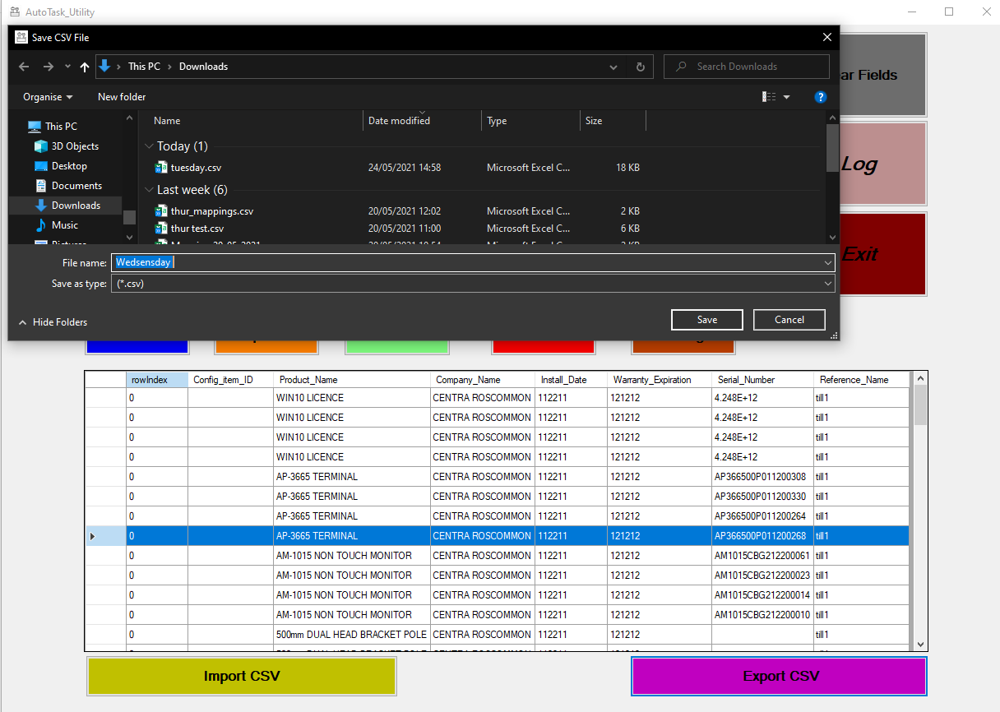 AutoTask_Utility
Save CSV File
This PC > Downloads
Search Downloads
ar Fields
Organise
New folder
?
Name Date modified Type Size
This PC
3D Objects
Desktop
Documents
Downloads
Music
Pictures
Today (1)
tuesday.csv 24/05/2021 14:58 Microsoft Excel C... 18 KB
Last week (6)
thur_mappings.csv 20/05/2021 12:02 Microsoft Excel C... 2 KB
thur test.csv 20/05/2021 11:00 Microsoft Excel C... 6 KB
Log
File name: Wedsensday
Exit
Save as type: (*.csv)
Hide Folders
Save
Cancel
rowIndex Config_item_ID Product_Name Company_Name Install_Date Warranty_Expiration Serial_Number Reference_Name
0 WIN10 LICENCE CENTRA ROSCOMMON 112211 121212 4.248E+12 till1
0 WIN10 LICENCE CENTRA ROSCOMMON 112211 121212 4.248E+12 till1
0 WIN10 LICENCE CENTRA ROSCOMMON 112211 121212 4.248E+12 till1
0 WIN10 LICENCE CENTRA ROSCOMMON 112211 121212 4.248E+12 till1
0 AP-3665 TERMINAL CENTRA ROSCOMMON 112211 121212 AP366500P011200308 till1
0 AP-3665 TERMINAL CENTRA ROSCOMMON 112211 121212 AP366500P011200330 till1
0 AP-3665 TERMINAL CENTRA ROSCOMMON 112211 121212 AP366500P011200264 till1
0 AP-3665 TERMINAL CENTRA ROSCOMMON 112211 121212 AP366500P011200268 till1
0 AM-1015 NON TOUCH MONITOR CENTRA ROSCOMMON 112211 121212 AM1015CBG212200061 till1
0 AM-1015 NON TOUCH MONITOR CENTRA ROSCOMMON 112211 121212 AM1015CBG212200023 till1
0 AM-1015 NON TOUCH MONITOR CENTRA ROSCOMMON 112211 121212 AM1015CBG212200014 till1
0 AM-1015 NON TOUCH MONITOR CENTRA ROSCOMMON 112211 121212 AM1015CBG212200010 till1
0 500mm DUAL HEAD BRACKET POLE CENTRA ROSCOMMON 112211 121212 till1
Import CSV
Export CSV